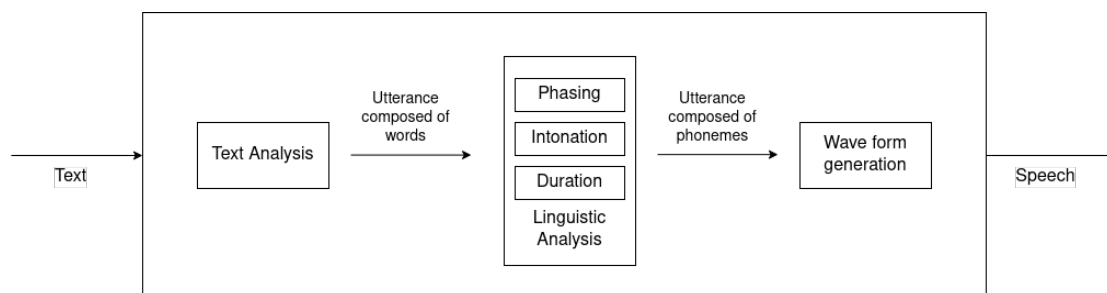 Text
Text Analysis
Utterance
composed of
words
Phasing
Intonation
Duration
Linguistic
Analysis
Utterance
composed of
phonemes
Wave form
generation
Speech